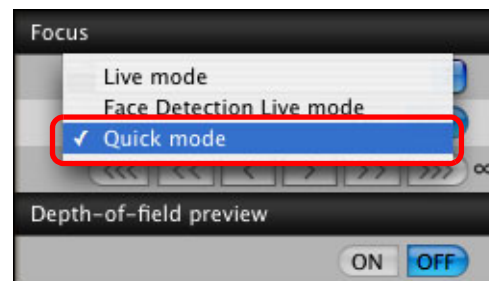 Focus
Live mode
Face Detection Live mode
✓ Quick mode
<<< << < > >> >>> ∞
Depth-of-field preview
ON OFF